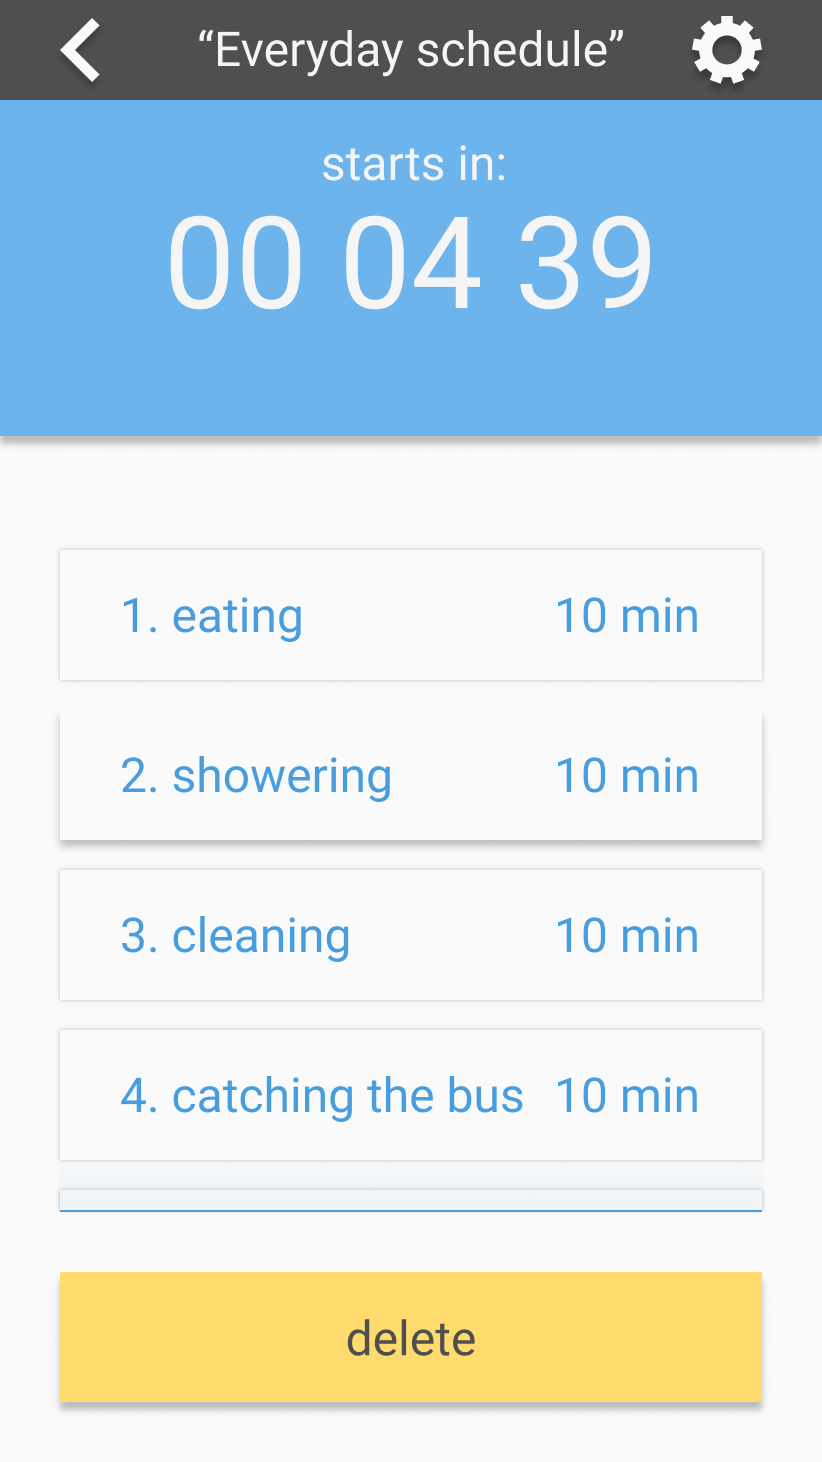 “Everyday schedule”
starts in:
00 04 39
1. eating 10 min
2. showering 10 min
3. cleaning 10 min
4. catching the bus 10 min
delete